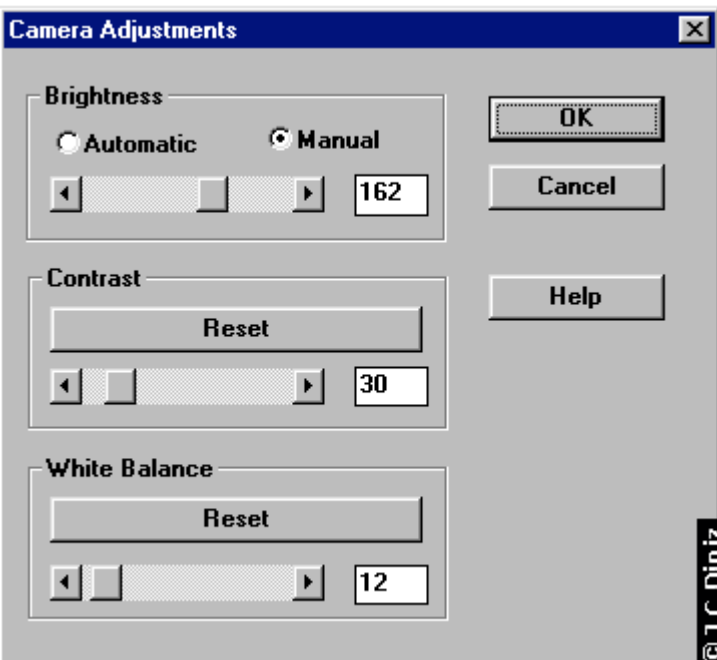 Camera Adjustments
Brightness
Automatic
Manual
162
OK
Cancel
Contrast
Reset
30
Help
White Balance
Reset
12
©J.C. Diniz